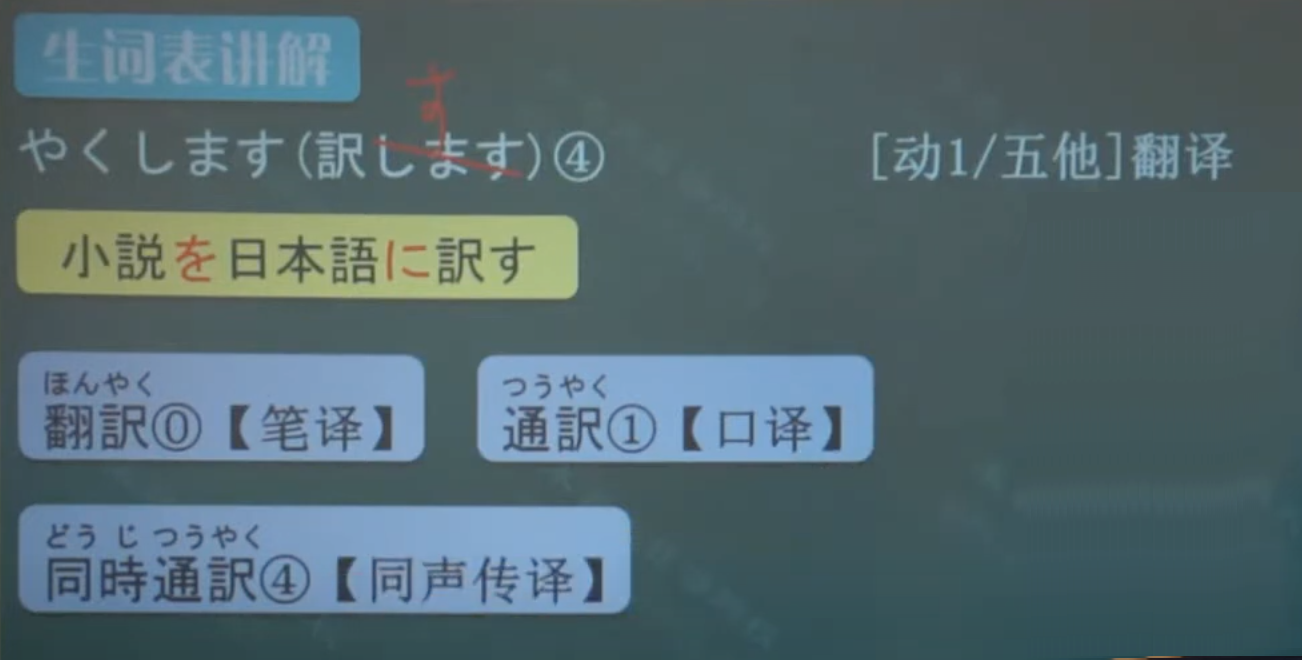 生词表讲解
す
やくします(訳します)④ [动1/五他]翻译
小説を日本語に訳す
ほんやく
翻訳⓪【笔译】
つうやく
通訳①【口译】
どうじつうやく
同時通訳④【同声传译】